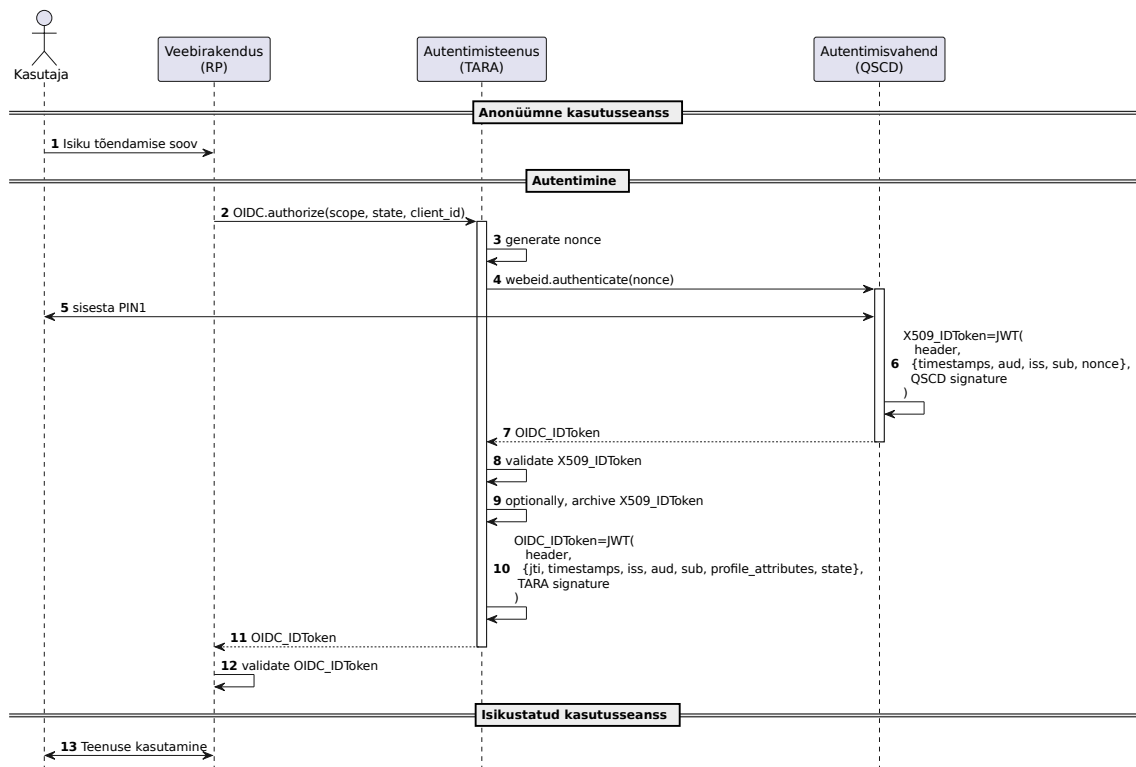 Kasutaja
Veebirakendus
(RP)
Autentimisteenus
(TARA)
Autentimisvahend
(QSCD)
Anonüümne kasutusseanss
1 Isiku tõendamise soov
Autentimine
2 OIDC.authorize(scope, state, client_id)
3 generate nonce
4 webeid.authenticate(nonce)
5 sisesta PIN1
X509_IDToken=JWT(
header,
6 {timestamps, aud, iss, sub, nonce},
QSCD signature
)
7 OIDC_IDToken
8 validate X509_IDToken
9 optionally, archive X509_IDToken
OIDC_IDToken=JWT(
header,
10 {jti, timestamps, iss, aud, sub, profile_attributes, state},
TARA signature
)
11 OIDC_IDToken
12 validate OIDC_IDToken
Isikustatud kasutusseanss
13 Teenuse kasutamine